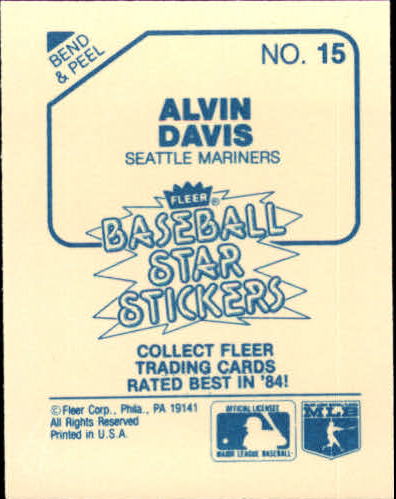 BEND
& PEEL
NO. 15
ALVIN
DAVIS
SEATTLE MARINERS
FLEER®
BASEBALL
STAR
STICKERS
COLLECT FLEER
TRADING CARDS
RATED BEST IN '84!
© Fleer Corp., Phila., PA 19141
All Rights Reserved
Printed in U.S.A.
OFFICIAL LICENSEE
MAJOR LEAGUE BASEBALL
MLB